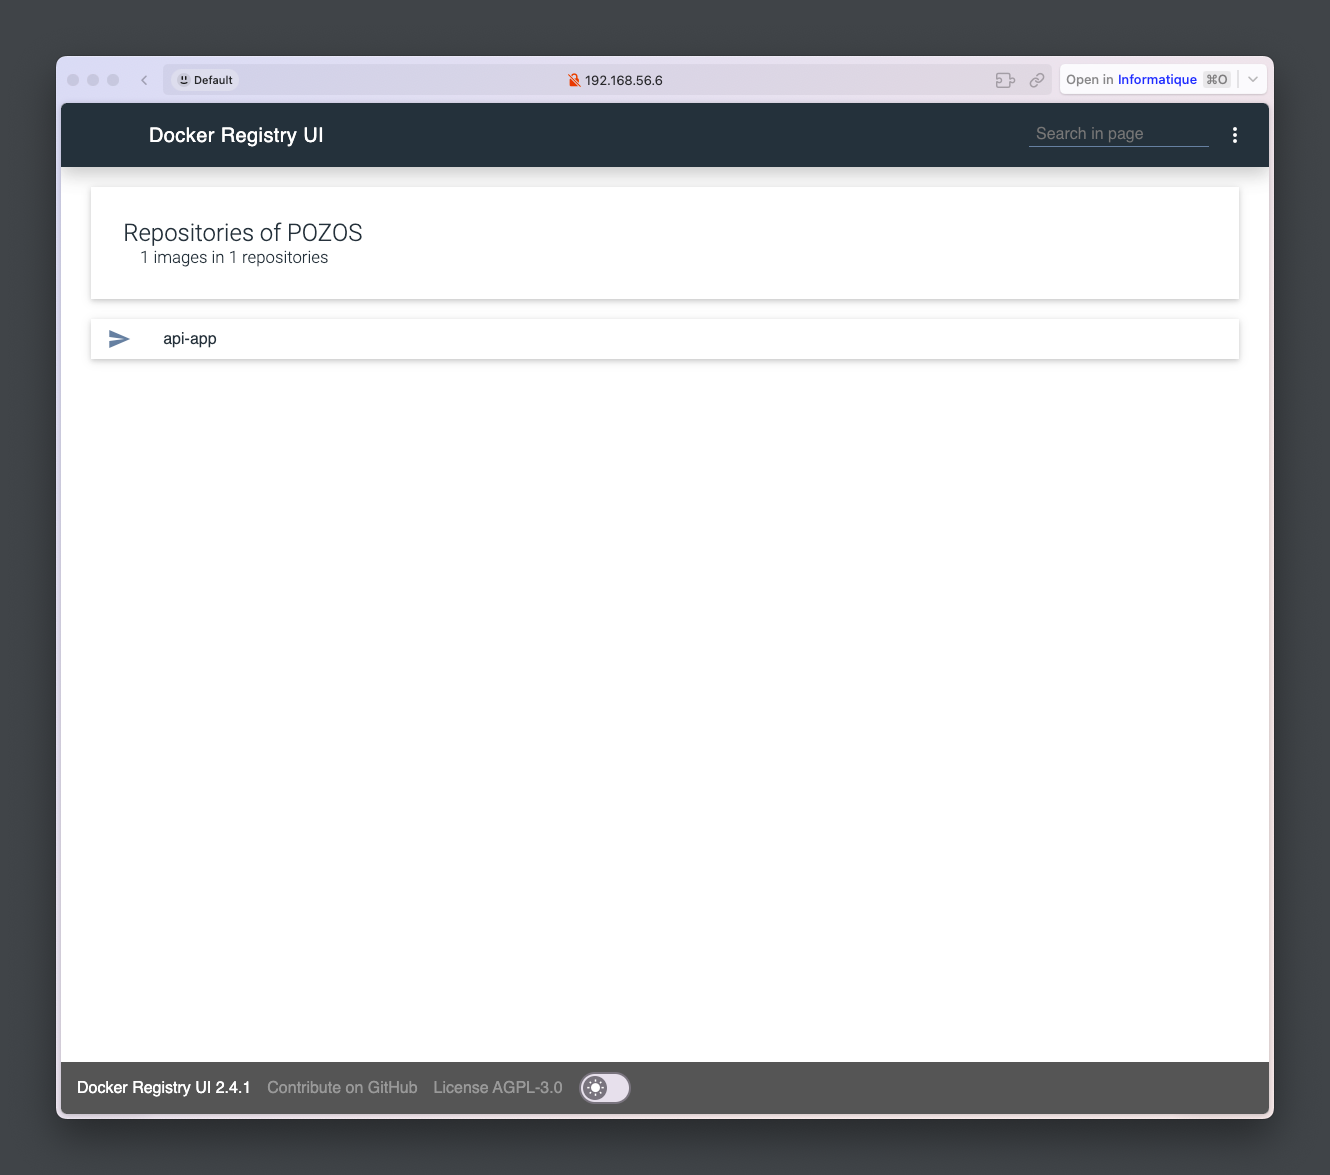 Default
192.168.56.6
Open in Informatique ⌘O
Docker Registry UI
Search in page
Repositories of POZOS
1 images in 1 repositories
api-app
Docker Registry UI 2.4.1 Contribute on GitHub License AGPL-3.0